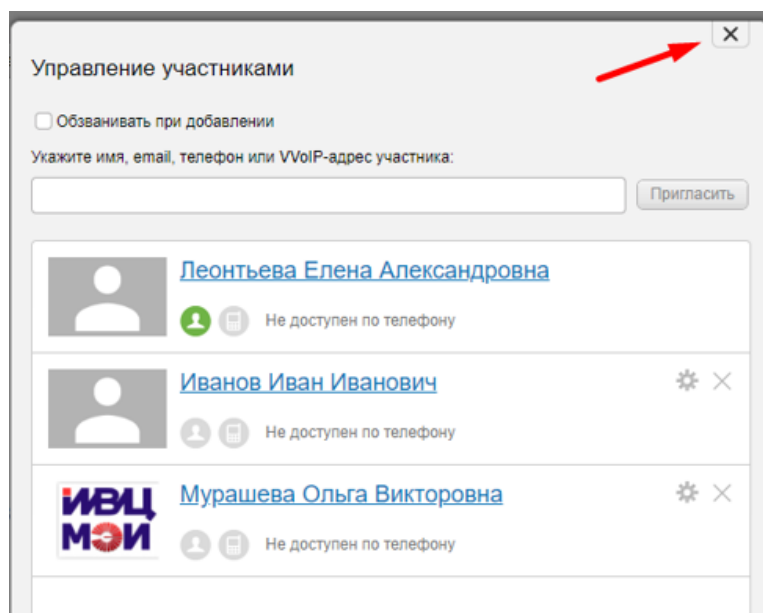 Управление участниками
Обзванивать при добавлении
Укажите имя, email, телефон или VVoIP-адрес участника:
Пригласить
Леонтьева Елена Александровна
Не доступен по телефону
Иванов Иван Иванович
Не доступен по телефону
Мурашева Ольга Викторовна
ИВЦ
МЭИ
Не доступен по телефону